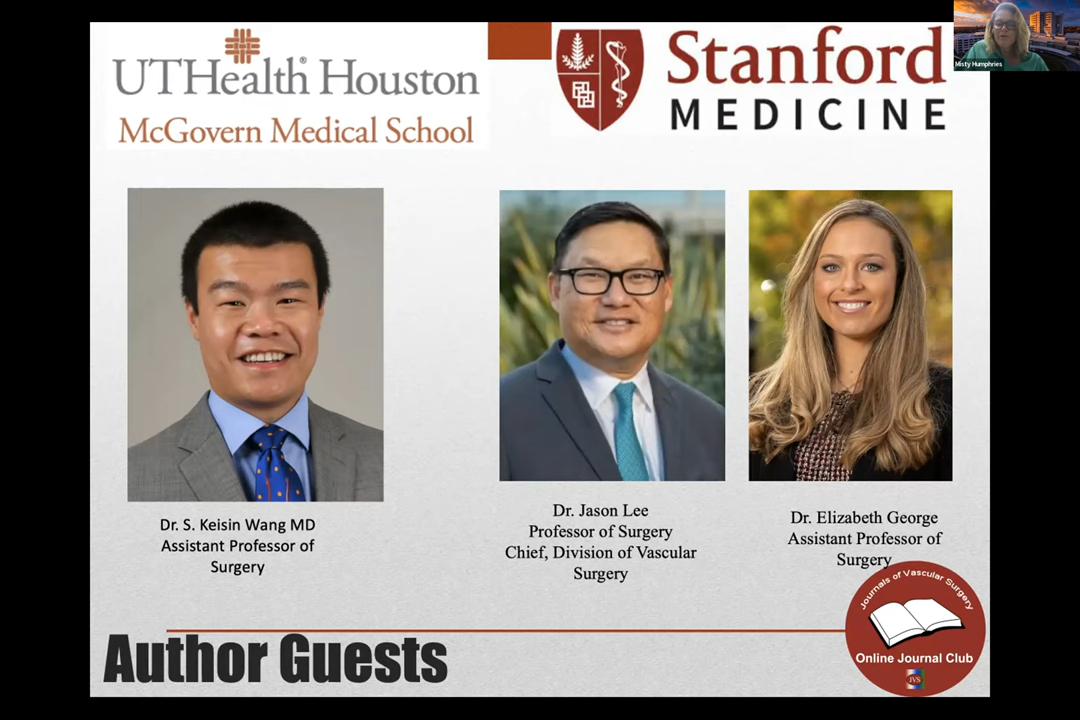 UTHealth® Houston
McGovern Medical School
Stanford
MEDICINE
Misty Humphries
Dr. S. Keisin Wang MD
Assistant Professor of
Surgery
Dr. Jason Lee
Professor of Surgery
Chief, Division of Vascular
Surgery
Dr. Elizabeth George
Assistant Professor of
Surgery
Author Guests
Journals of Vascular Surgery
Online Journal Club
JVS